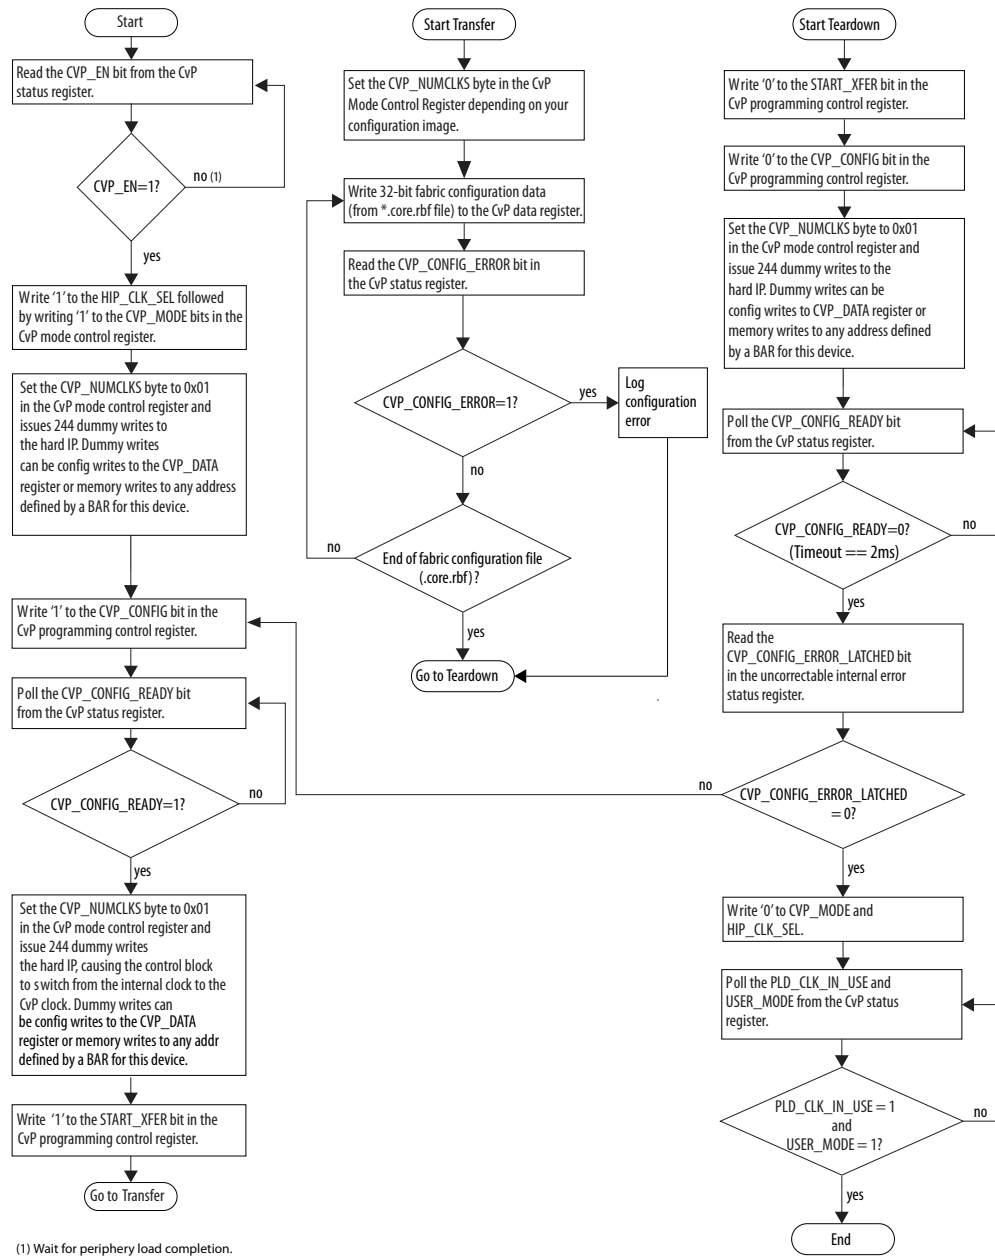 Start
Read the CVP_EN bit from the CvP
status register.
CVP_EN=1?
no (1)
yes
Write ‘1’ to the HIP_CLK_SEL followed
by writing ‘1’ to the CVP_MODE bits in the
CvP mode control register.
Set the CVP_NUMCLKS byte to 0x01
in the CvP mode control register and
issues 244 dummy writes to
the hard IP. Dummy writes
can be config writes to the CVP_DATA
register or memory writes to any address
defined by a BAR for this device.
Write ‘1’ to the CVP_CONFIG bit in the
CvP programming control register.
Poll the CVP_CONFIG_READY bit
from the CvP status register.
CVP_CONFIG_READY=1?
no
yes
Set the CVP_NUMCLKS byte to 0x01
in the CvP mode control register and
issue 244 dummy writes
the hard IP, causing the control block
to switch from the internal clock to the
CvP clock. Dummy writes can
be config writes to the CVP_DATA
register or memory writes to any addr
defined by a BAR for this device.
Write ‘1’ to the START_XFER bit in the
CvP programming control register.
Go to Transfer
(1) Wait for periphery load completion.
Start Transfer
Set the CVP_NUMCLKS byte in the CvP
Mode Control Register depending on your
configuration image.
Write 32-bit fabric configuration data
(from *.core.rbf file) to the CvP data register.
Read the CVP_CONFIG_ERROR bit in
the CvP status register.
CVP_CONFIG_ERROR=1?
yes
Log
configuration
error
no
End of fabric configuration file
(.core.rbf) ?
no
yes
Go to Teardown
Start Teardown
Write ‘0’ to the START_XFER bit in the
CvP programming control register.
Write ‘0’ to the CVP_CONFIG bit in the
CvP programming control register.
Set the CVP_NUMCLKS byte to 0x01
in the CvP mode control register and
issue 244 dummy writes to the
hard IP. Dummy writes can be
config writes to CVP_DATA register or
memory writes to any address defined
by a BAR for this device.
Poll the CVP_CONFIG_READY bit
from the CvP status register.
CVP_CONFIG_READY=0?
(Timeout == 2ms)
no
yes
Read the
CVP_CONFIG_ERROR_LATCHED bit
in the uncorrectable internal error
status register.
CVP_CONFIG_ERROR_LATCHED
= 0?
no
yes
Write ‘0’ to CVP_MODE and
HIP_CLK_SEL.
Poll the PLD_CLK_IN_USE and
USER_MODE from the CvP status
register.
PLD_CLK_IN_USE = 1
and
USER_MODE = 1?
no
yes
End